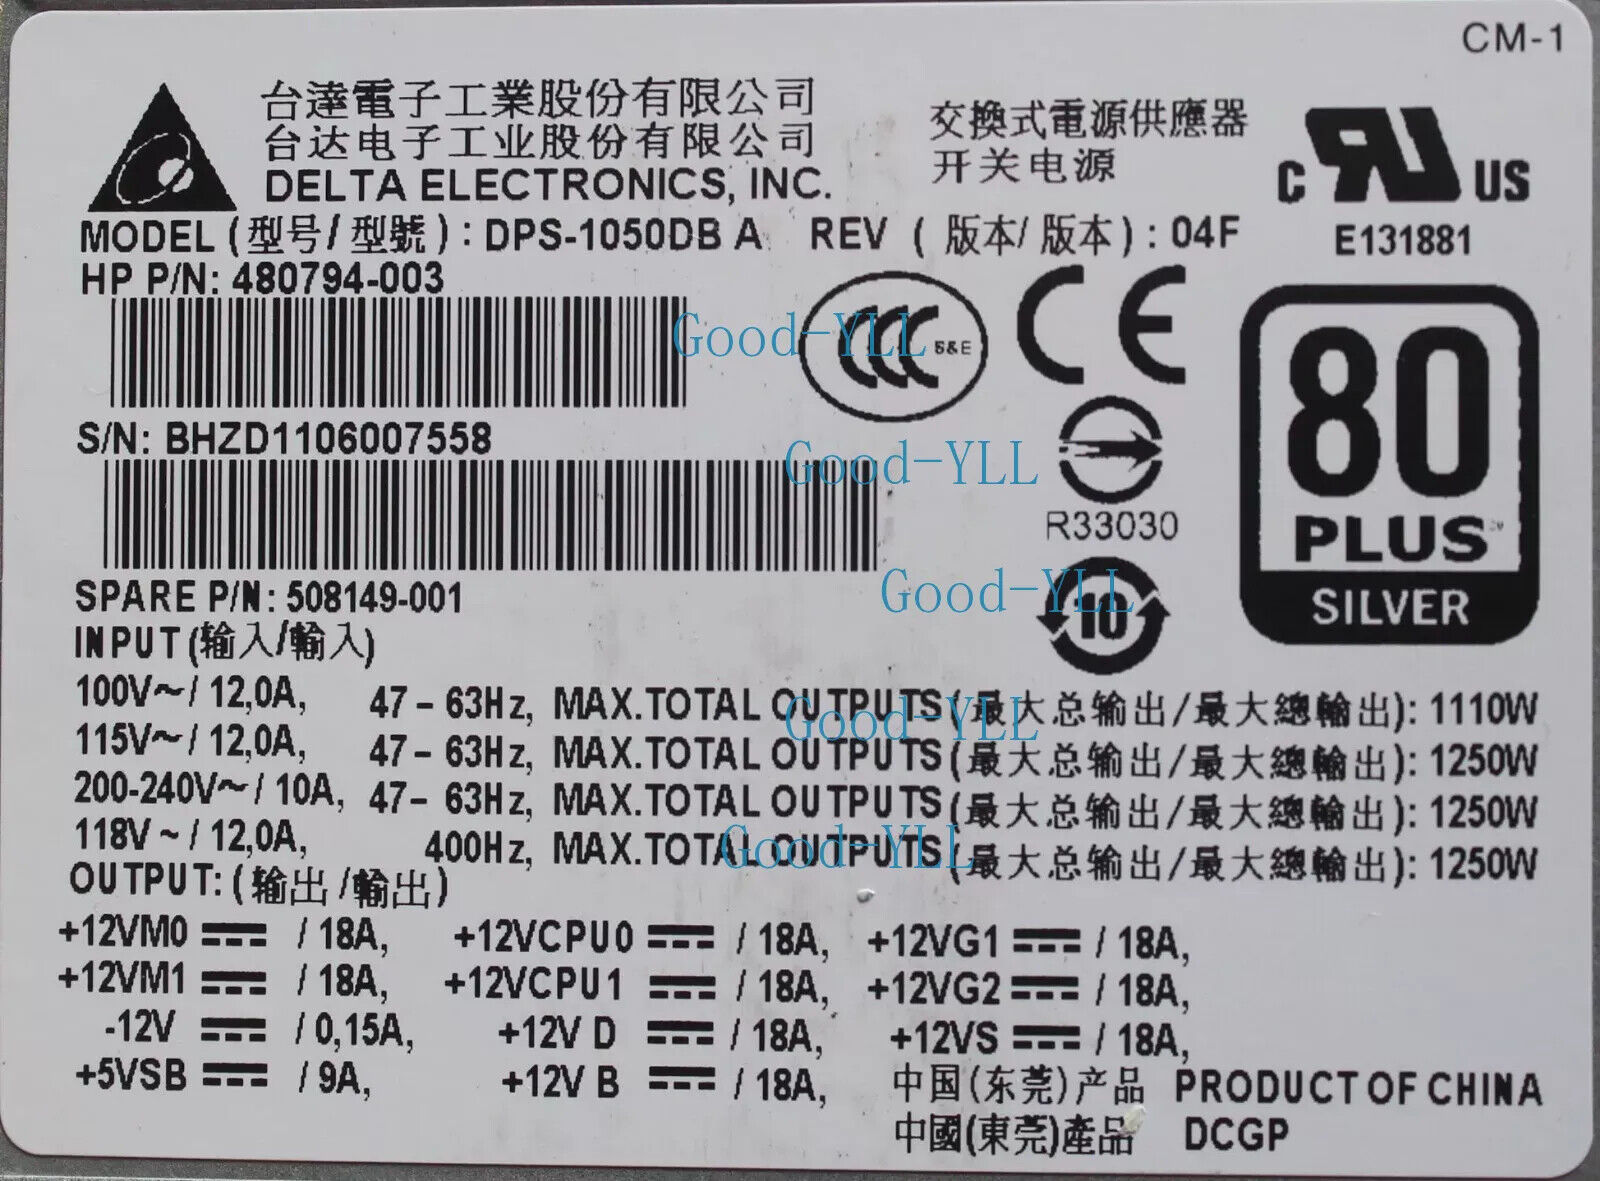 CM-1
台達電子工業股份有限公司
台达电子工业股份有限公司
DELTA ELECTRONICS, INC.
交換式電源供應器
开关电源
C RU US
E131881
MODEL (型号/型號): DPS-1050DB A REV (版本/版本): 04F
HP P/N: 480794-003
Good-YLL
CCC S&E
CE
80
PLUS
SILVER
S/N: BHZD1106007558
Good-YLL
R33030
Good-YLL
10
SPARE P/N: 508149-001
INPUT (输入/輸入)
100V~/ 12,0A, 47 - 63Hz, MAX.TOTAL OUTPUTS (最大总输出/最大總輸出): 1110W
Good-YLL
115V~/ 12,0A, 47 - 63Hz, MAX.TOTAL OUTPUTS (最大总输出/最大總輸出): 1250W
200-240V~/ 10A, 47- 63Hz, MAX.TOTAL OUTPUTS (最大总输出/最大總輸出): 1250W
118V ~/ 12,0A, 400Hz, MAX.TOTAL OUTPUTS (最大总输出/最大總輸出): 1250W
Good-YLL
OUTPUT: (输出/輸出)
+12VM0 / 18A, +12VCPU0 / 18A, +12VG1 / 18A,
+12VM1 / 18A, +12VCPU1 / 18A, +12VG2 / 18A,
-12V / 0,15A, +12V D / 18A, +12VS / 18A,
+5VSB / 9A, +12V B / 18A, 中国(东莞)产品 PRODUCT OF CHINA
中國(東莞)產品 DCGP